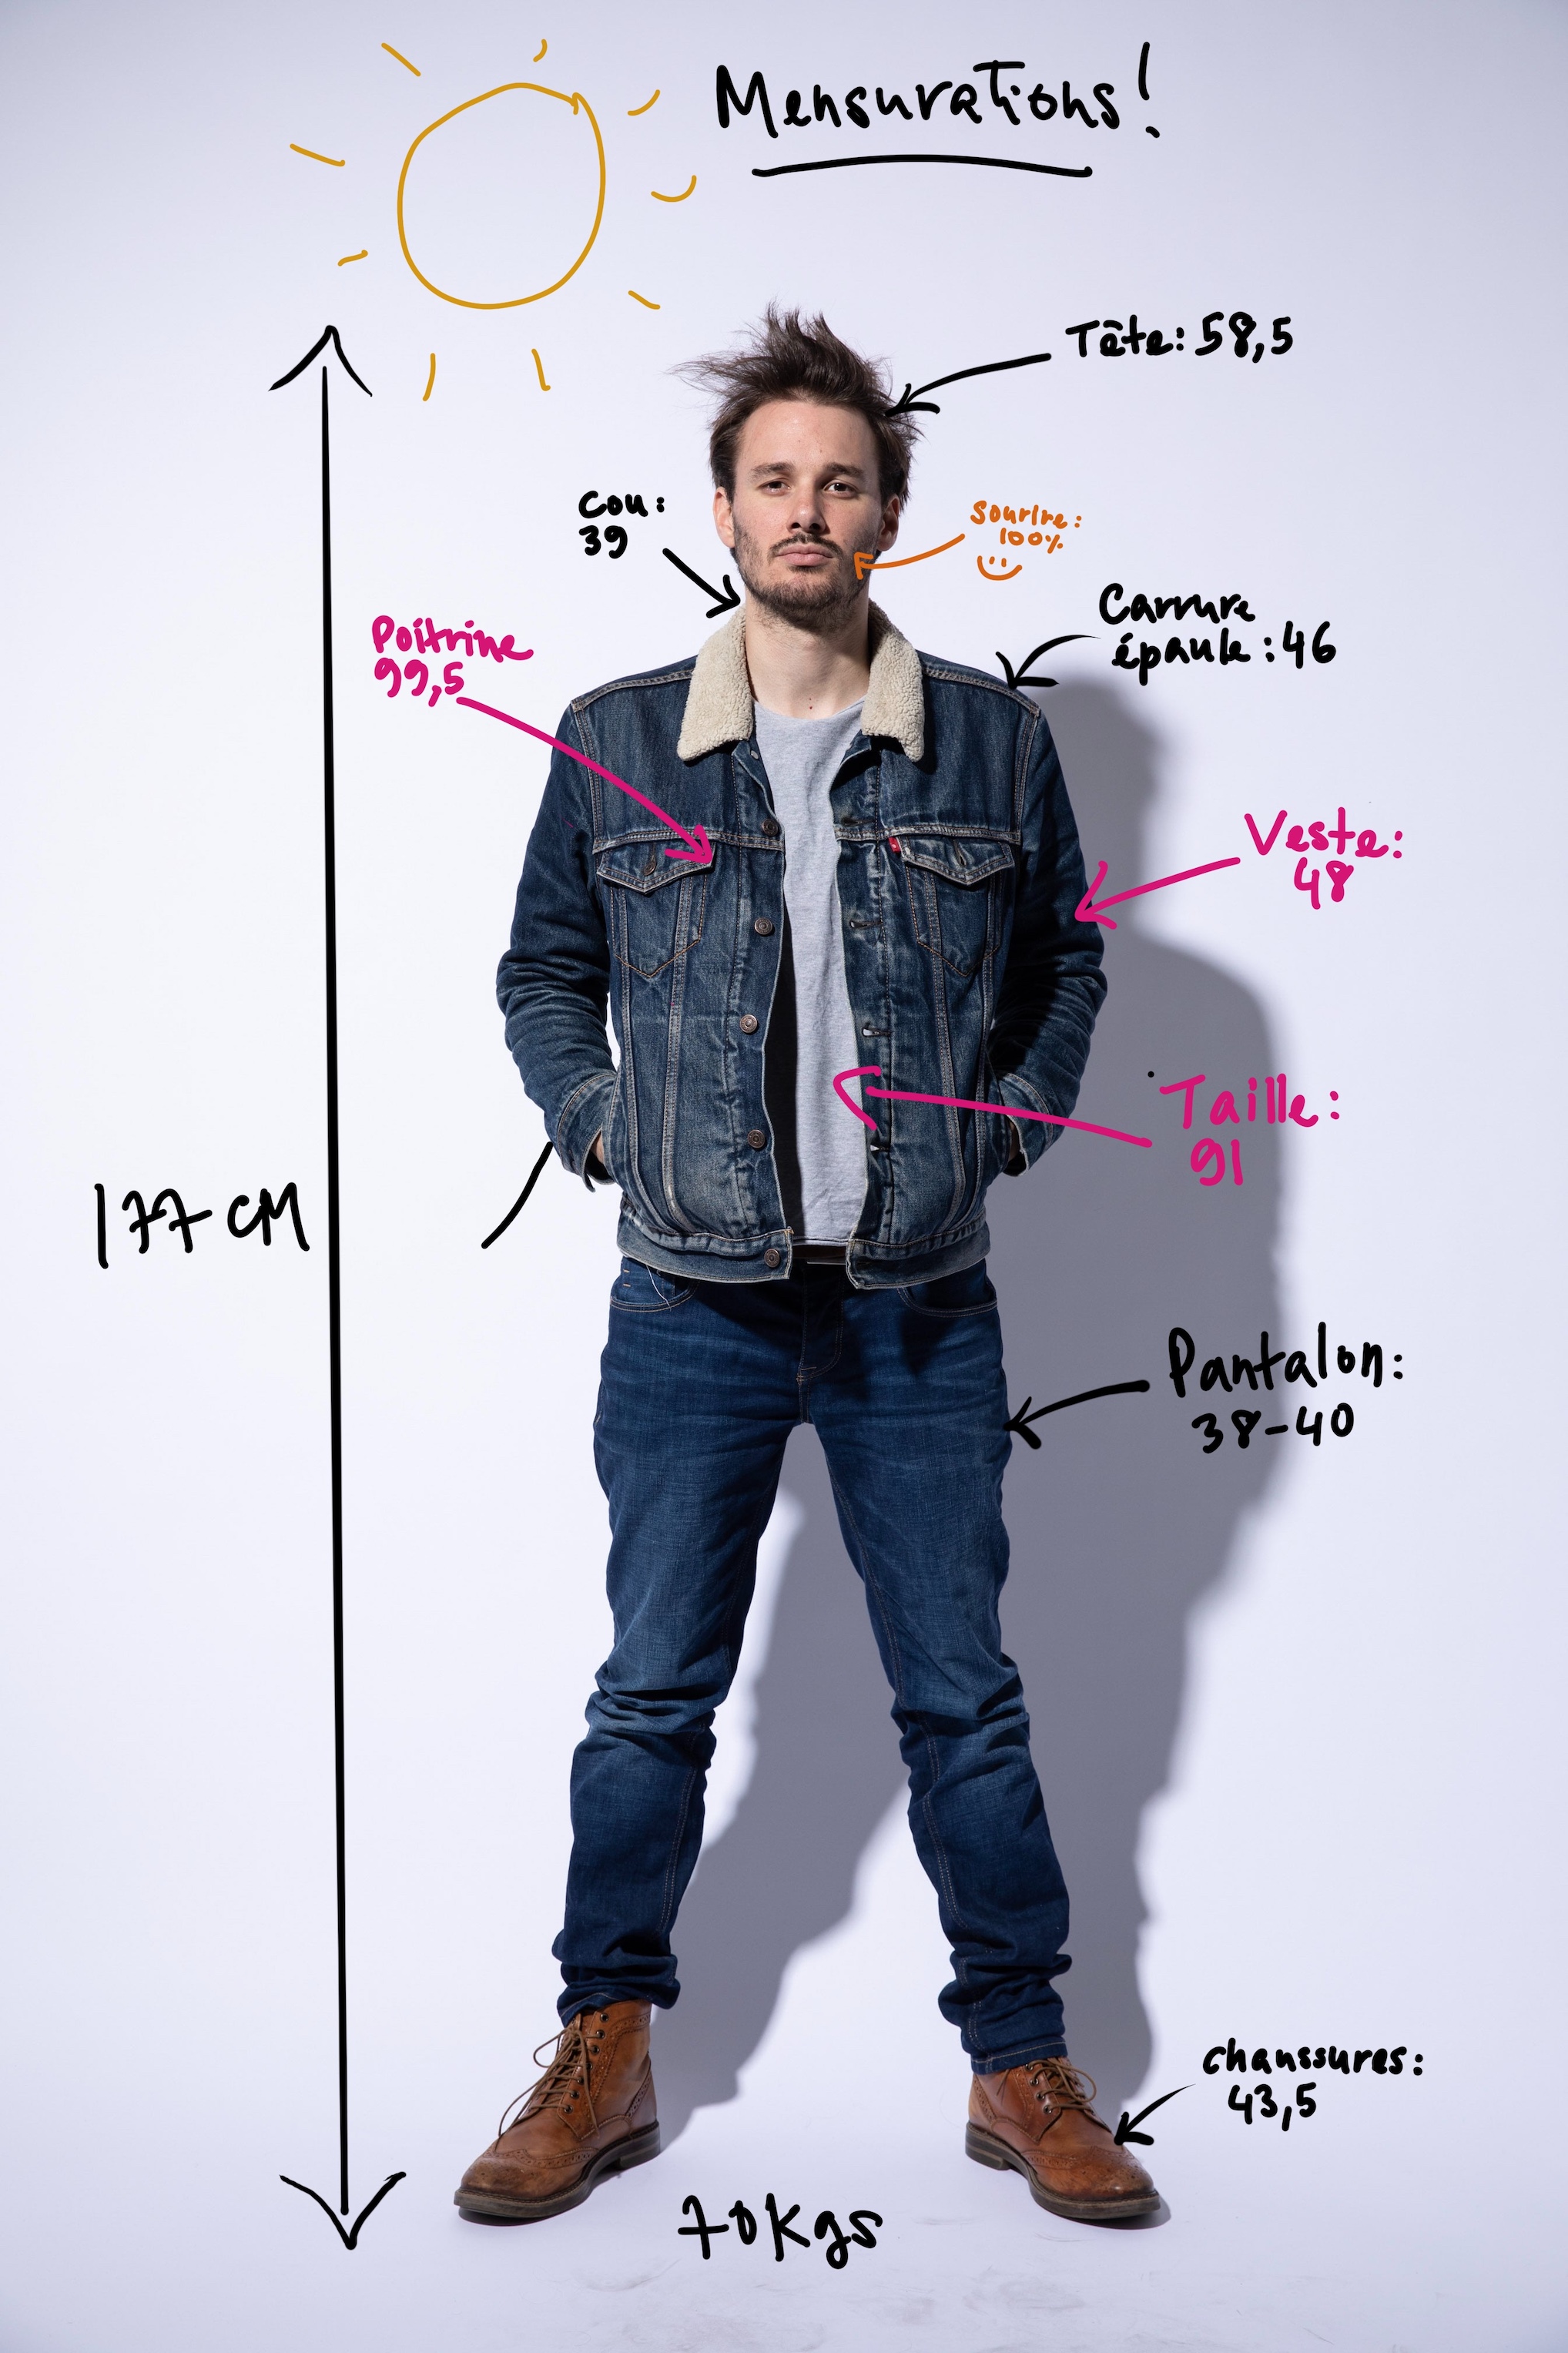 Mensurations!
Tête: 58,5
Cou:
39
Sourire:
100%
Carrure
épaule: 46
Poitrine
99,5
Veste:
48
Taille:
91
177 CM
Pantalon:
38-40
chaussures:
43,5
70Kgs